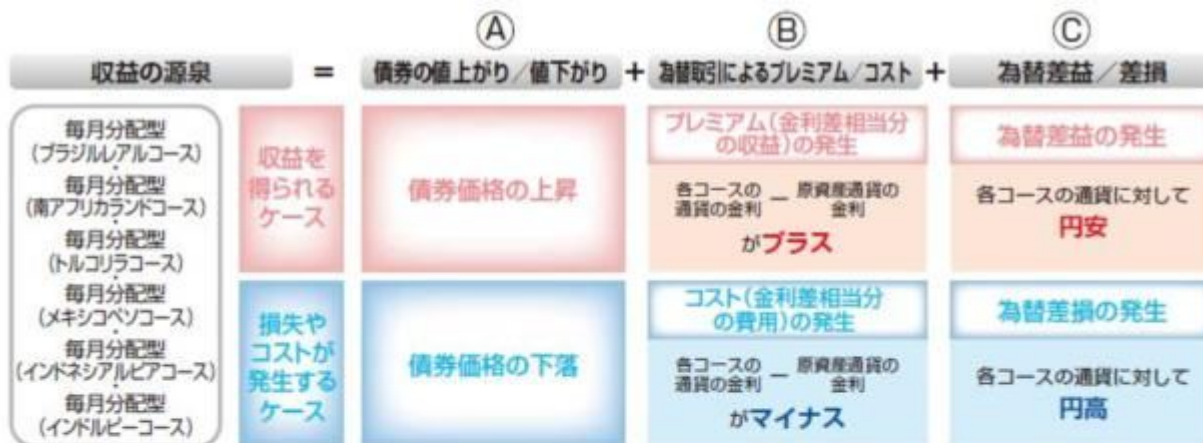 Ⓐ Ⓑ Ⓒ
収益の源泉 = 債券の値上がり/値下がり + 為替取引によるプレミアム/コスト + 為替差益/差損
毎月分配型
(ブラジルレアルコース)
毎月分配型
(南アフリカランドコース)
毎月分配型
(トルコリラコース)
毎月分配型
(メキシコペソコース)
毎月分配型
(インドネシアルピアコース)
毎月分配型
(インドルピーコース)
収益を
得られる
ケース
債券価格の上昇
プレミアム(金利差相当分
の収益)の発生
各コースの
通貨の金利
－
原資産通貨の
金利
がプラス
為替差益の発生
各コースの通貨に対して
円安
損失や
コストが
発生する
ケース
債券価格の下落
コスト(金利差相当分
の費用)の発生
各コースの
通貨の金利
－
原資産通貨の
金利
がマイナス
為替差損の発生
各コースの通貨に対して
円高